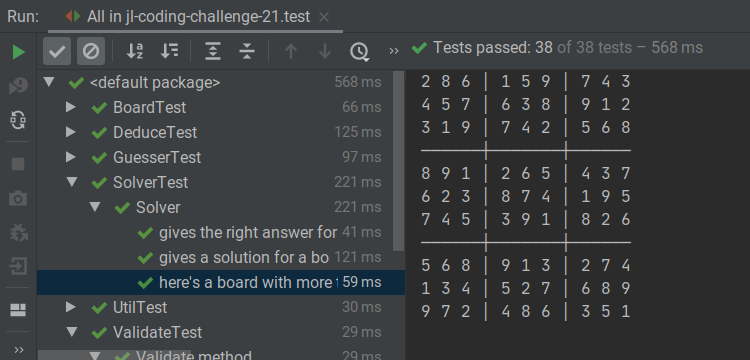 Run: All in jl-coding-challenge-21.test
Tests passed: 38 of 38 tests – 568 ms
<default package> 568 ms
BoardTest 66 ms
DeduceTest 125 ms
GuesserTest 97 ms
SolverTest 221 ms
Solver 221 ms
gives the right answer for 41 ms
gives a solution for a bo 121 ms
here's a board with more 59 ms
UtilTest 30 ms
ValidateTest 29 ms
Validate method 29 ms
2 8 6 | 1 5 9 | 7 4 3
4 5 7 | 6 3 8 | 9 1 2
3 1 9 | 7 4 2 | 5 6 8
8 9 1 | 2 6 5 | 4 3 7
6 2 3 | 8 7 4 | 1 9 5
7 4 5 | 3 9 1 | 8 2 6
5 6 8 | 9 1 3 | 2 7 4
1 3 4 | 5 2 7 | 6 8 9
9 7 2 | 4 8 6 | 3 5 1